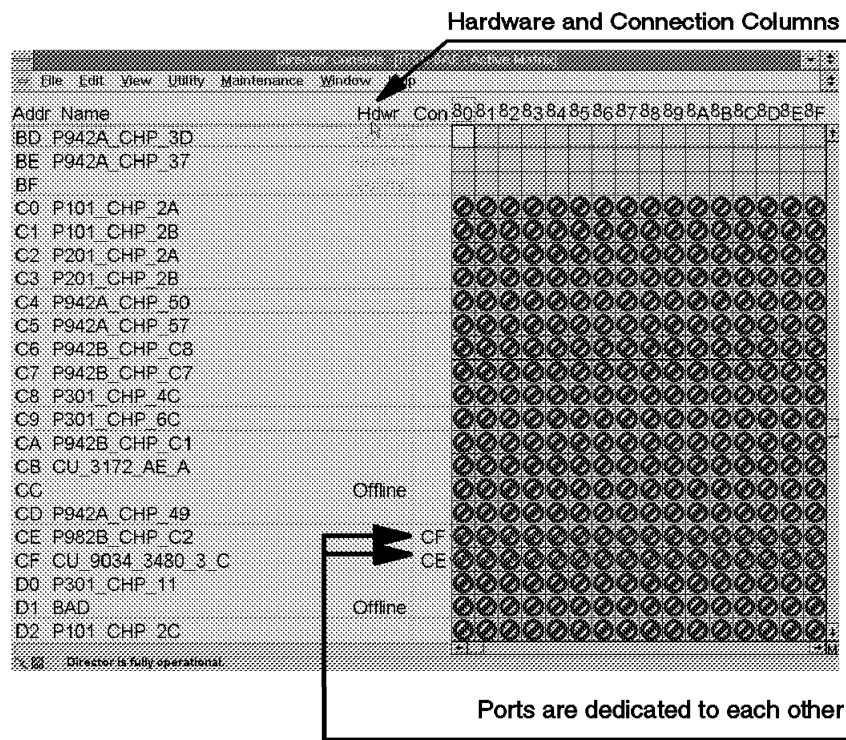 Hardware and Connection Columns
File Edit View Utility Maintenance Window
Addr Name Hdwr Con 80 81 82 83 84 85 86 87 88 89 8A 8B 8C 8D 8E 8F
BD P942A_CHP_3D
BE P942A_CHP_37
BF
C0 P101_CHP_2A
C1 P101_CHP_2B
C2 P201_CHP_2A
C3 P201_CHP_2B
C4 P942A_CHP_50
C5 P942A_CHP_57
C6 P942B_CHP_C8
C7 P942B_CHP_C7
C8 P301_CHP_4C
C9 P301_CHP_6C
CA P942B_CHP_C1
CB CU_3172_AE_A
CC Offline
CD P942A_CHP_49
CE P982B_CHP_C2 CF
CF CU_9034_3480_3_C CE
D0 P301_CHP_11
D1 BAD Offline
D2 P101_CHP_2C
M
Director is fully operational.
Ports are dedicated to each other